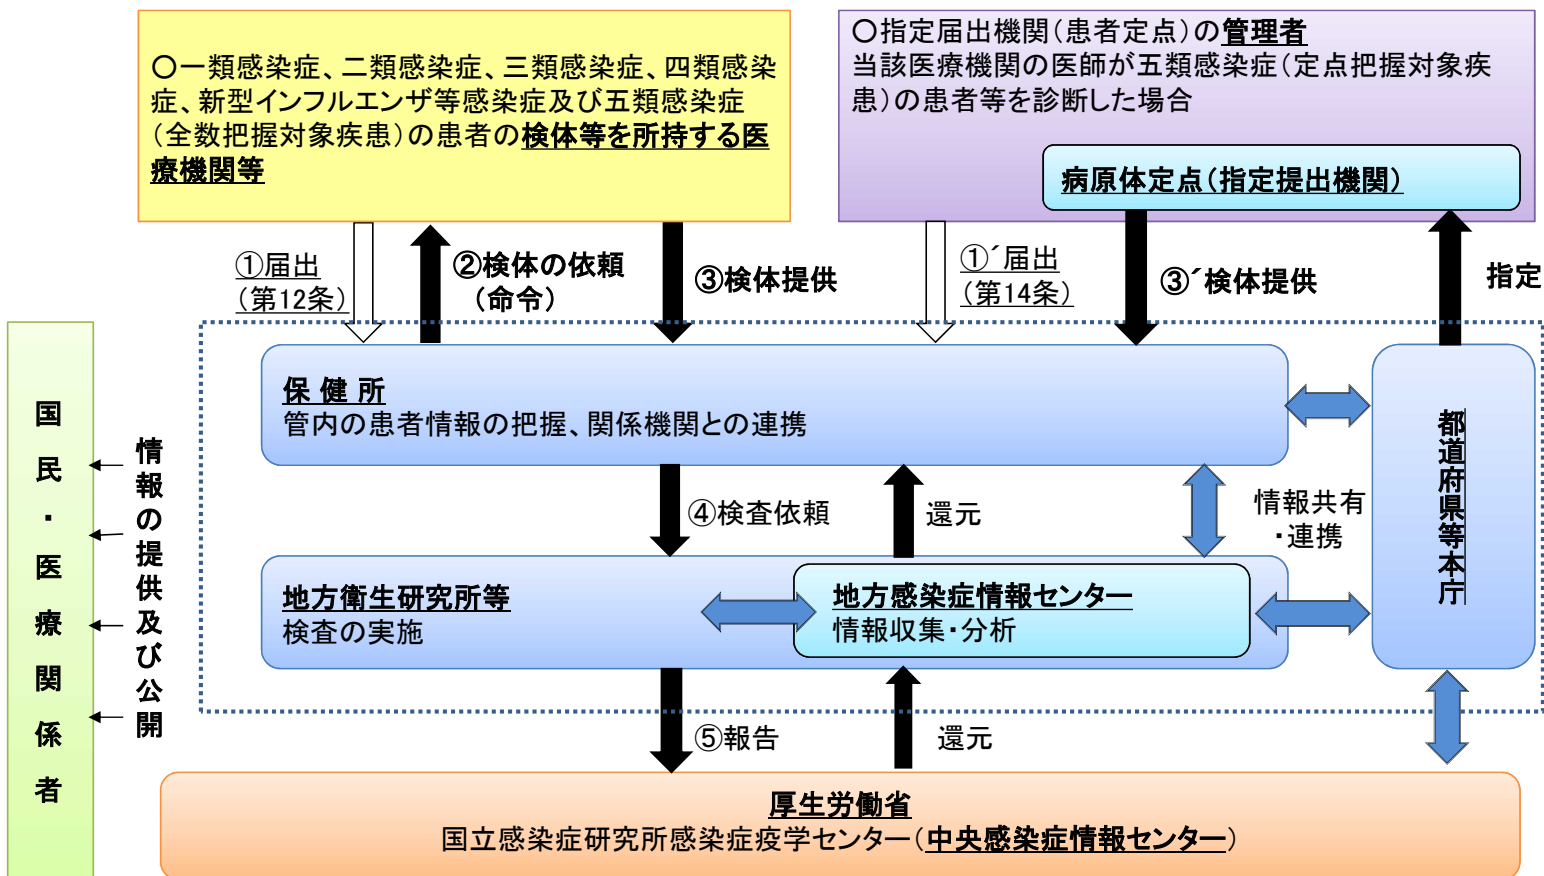 〇一類感染症、二類感染症、三類感染症、四類感染
症、新型インフルエンザ等感染症及び五類感染症
（全数把握対象疾患）の患者の検体等を所持する医
療機関等
〇指定届出機関（患者定点）の管理者
当該医療機関の医師が五類感染症（定点把握対象疾
患）の患者等を診断した場合
病原体定点（指定提出機関）
①届出
（第12条）
②検体の依頼
（命令）
③検体提供
①´届出
（第14条）
③´検体提供
指定
保 健 所
管内の患者情報の把握、関係機関との連携
都道府県等本庁
④検査依頼
還元
情報共有
・連携
地方衛生研究所等
検査の実施
地方感染症情報センター
情報収集・分析
国民・医療関係者
情報の提供及び公開
⑤報告
還元
厚生労働省
国立感染症研究所感染症疫学センター（中央感染症情報センター）